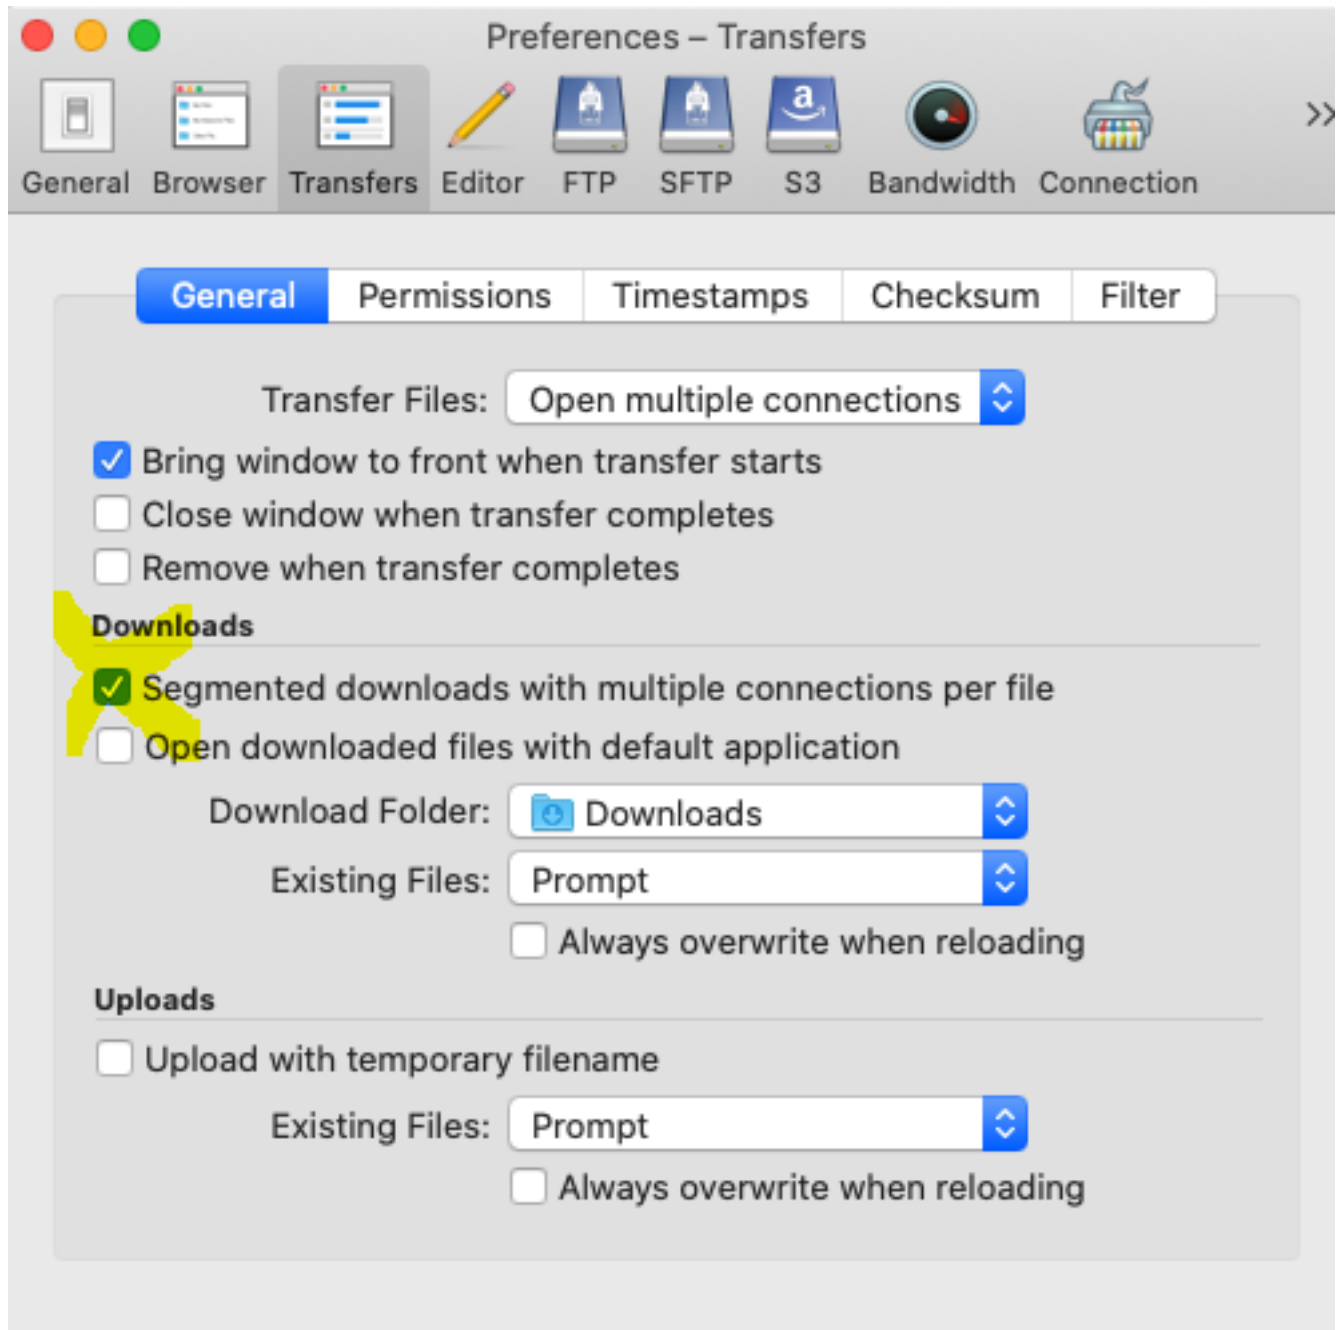 Preferences – Transfers
General Browser Transfers Editor FTP SFTP S3 Bandwidth Connection
General Permissions Timestamps Checksum Filter
Transfer Files: Open multiple connections
Bring window to front when transfer starts
Close window when transfer completes
Remove when transfer completes
Downloads
Segmented downloads with multiple connections per file
Open downloaded files with default application
Download Folder: Downloads
Existing Files: Prompt
Always overwrite when reloading
Uploads
Upload with temporary filename
Existing Files: Prompt
Always overwrite when reloading